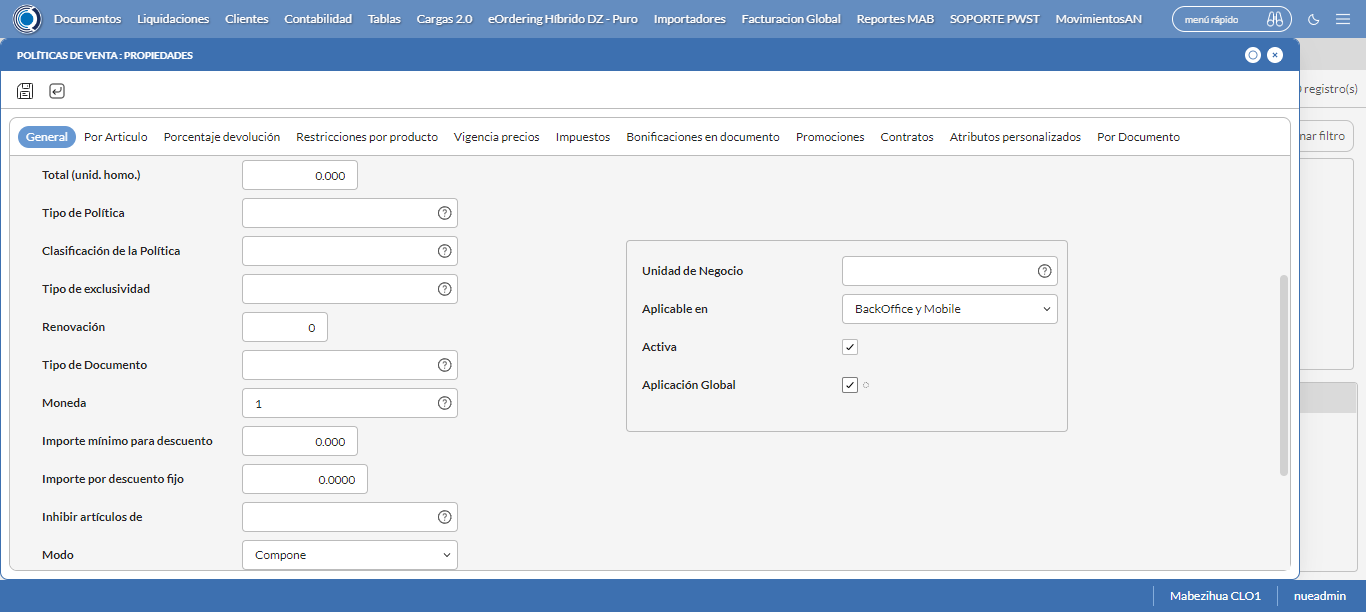 Documentos Liquidaciones Clientes Contabilidad Tablas Cargas 2.0 eOrdering Híbrido DZ - Puro Importadores Facturacion Global Reportes MAB SOPORTE PWST MovimientosAN menú rápido
POLÍTICAS DE VENTA : PROPIEDADES
registro(s)
General Por Articulo Porcentaje devolución Restricciones por producto Vigencia precios Impuestos Bonificaciones en documento Promociones Contratos Atributos personalizados Por Documento
nar filtro
Total (unid. homo.) 0.000
Tipo de Política
Clasificación de la Política
Tipo de exclusividad
Renovación 0
Tipo de Documento
Moneda 1
Importe mínimo para descuento 0.000
Importe por descuento fijo 0.0000
Inhibir artículos de
Modo Compone
Unidad de Negocio
Aplicable en BackOffice y Mobile
Activa
Aplicación Global
Mabezihua CLO1 nueadmin